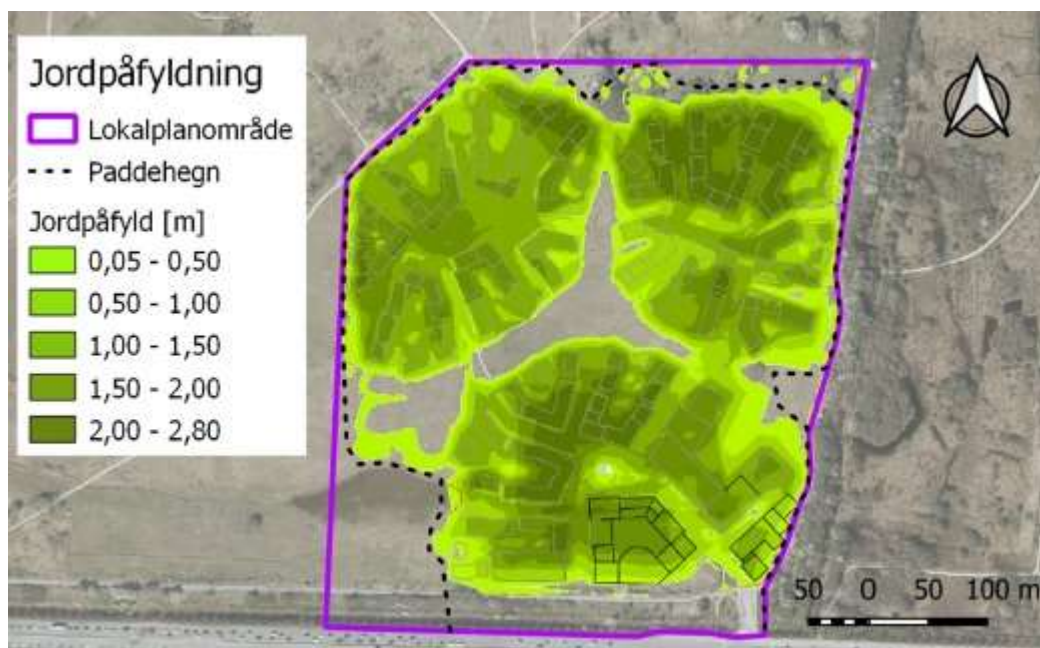 Jordpåfyldning
Lokalplanområde
Paddehegn
Jordpåfyld [m]
0,05 - 0,50
0,50 - 1,00
1,00 - 1,50
1,50 - 2,00
2,00 - 2,80
50 0 50 100 m